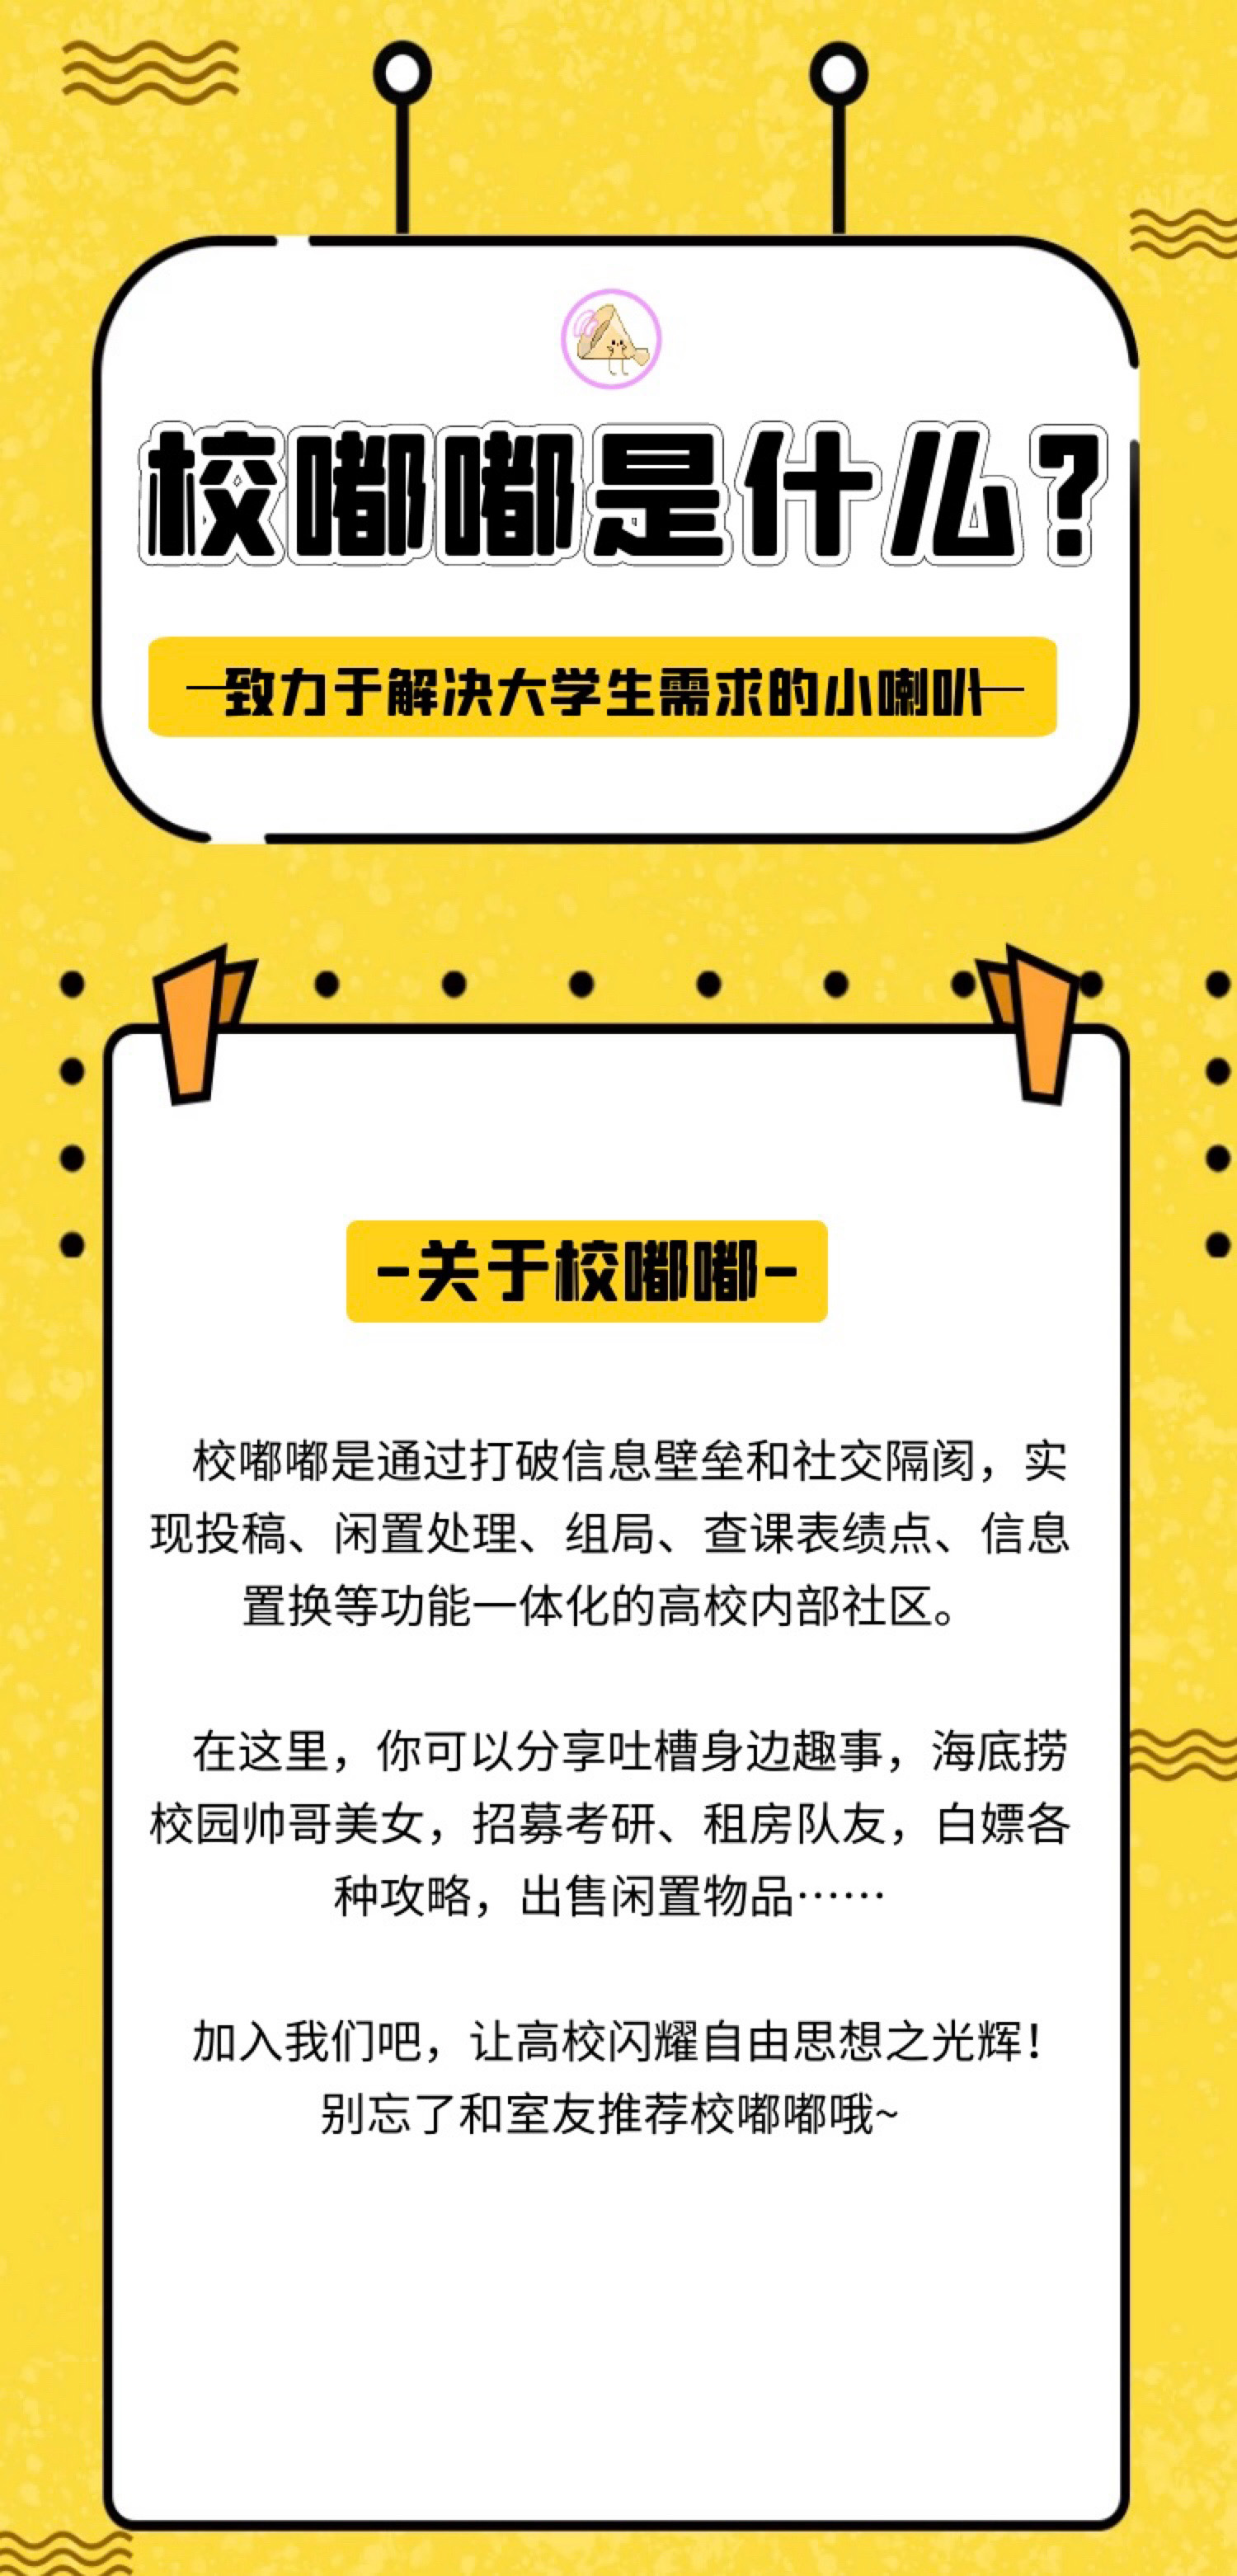 校嘟嘟是什么？
—致力于解决大学生需求的小喇叭—
-关于校嘟嘟-
校嘟嘟是通过打破信息壁垒和社交隔阂，实
现投稿、闲置处理、组局、查课表绩点、信息
置换等功能一体化的高校内部社区。
在这里，你可以分享吐槽身边趣事，海底捞
校园帅哥美女，招募考研、租房队友，白嫖各
种攻略，出售闲置物品……
加入我们吧，让高校闪耀自由思想之光辉！
别忘了和室友推荐校嘟嘟哦~